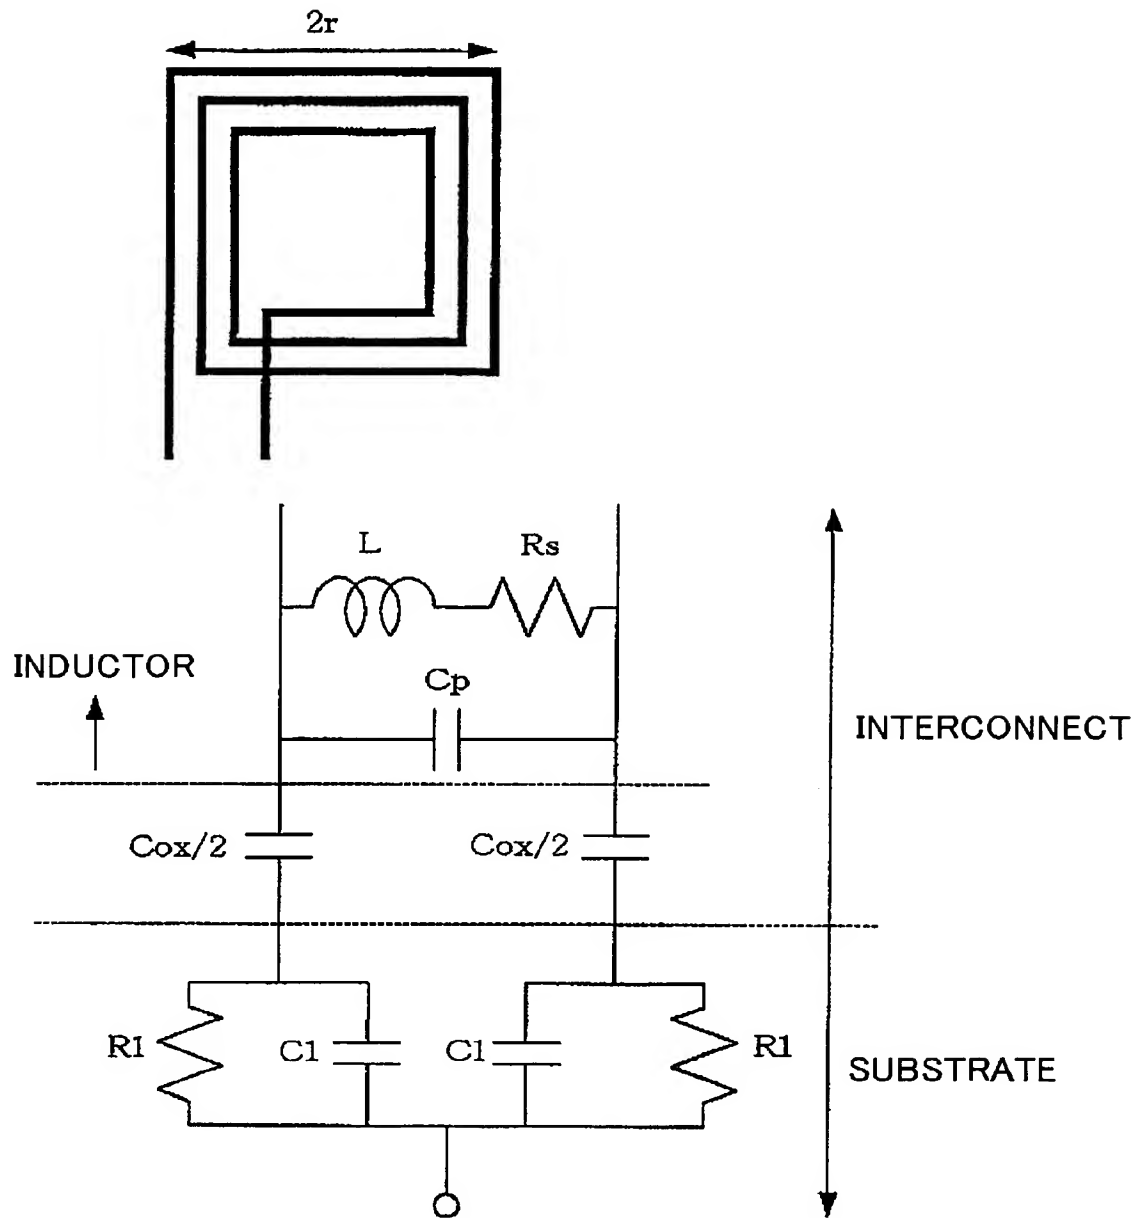 2r
L
Rs
INDUCTOR
Cp
INTERCONNECT
Cox/2
Cox/2
R1
C1
C1
R1
SUBSTRATE